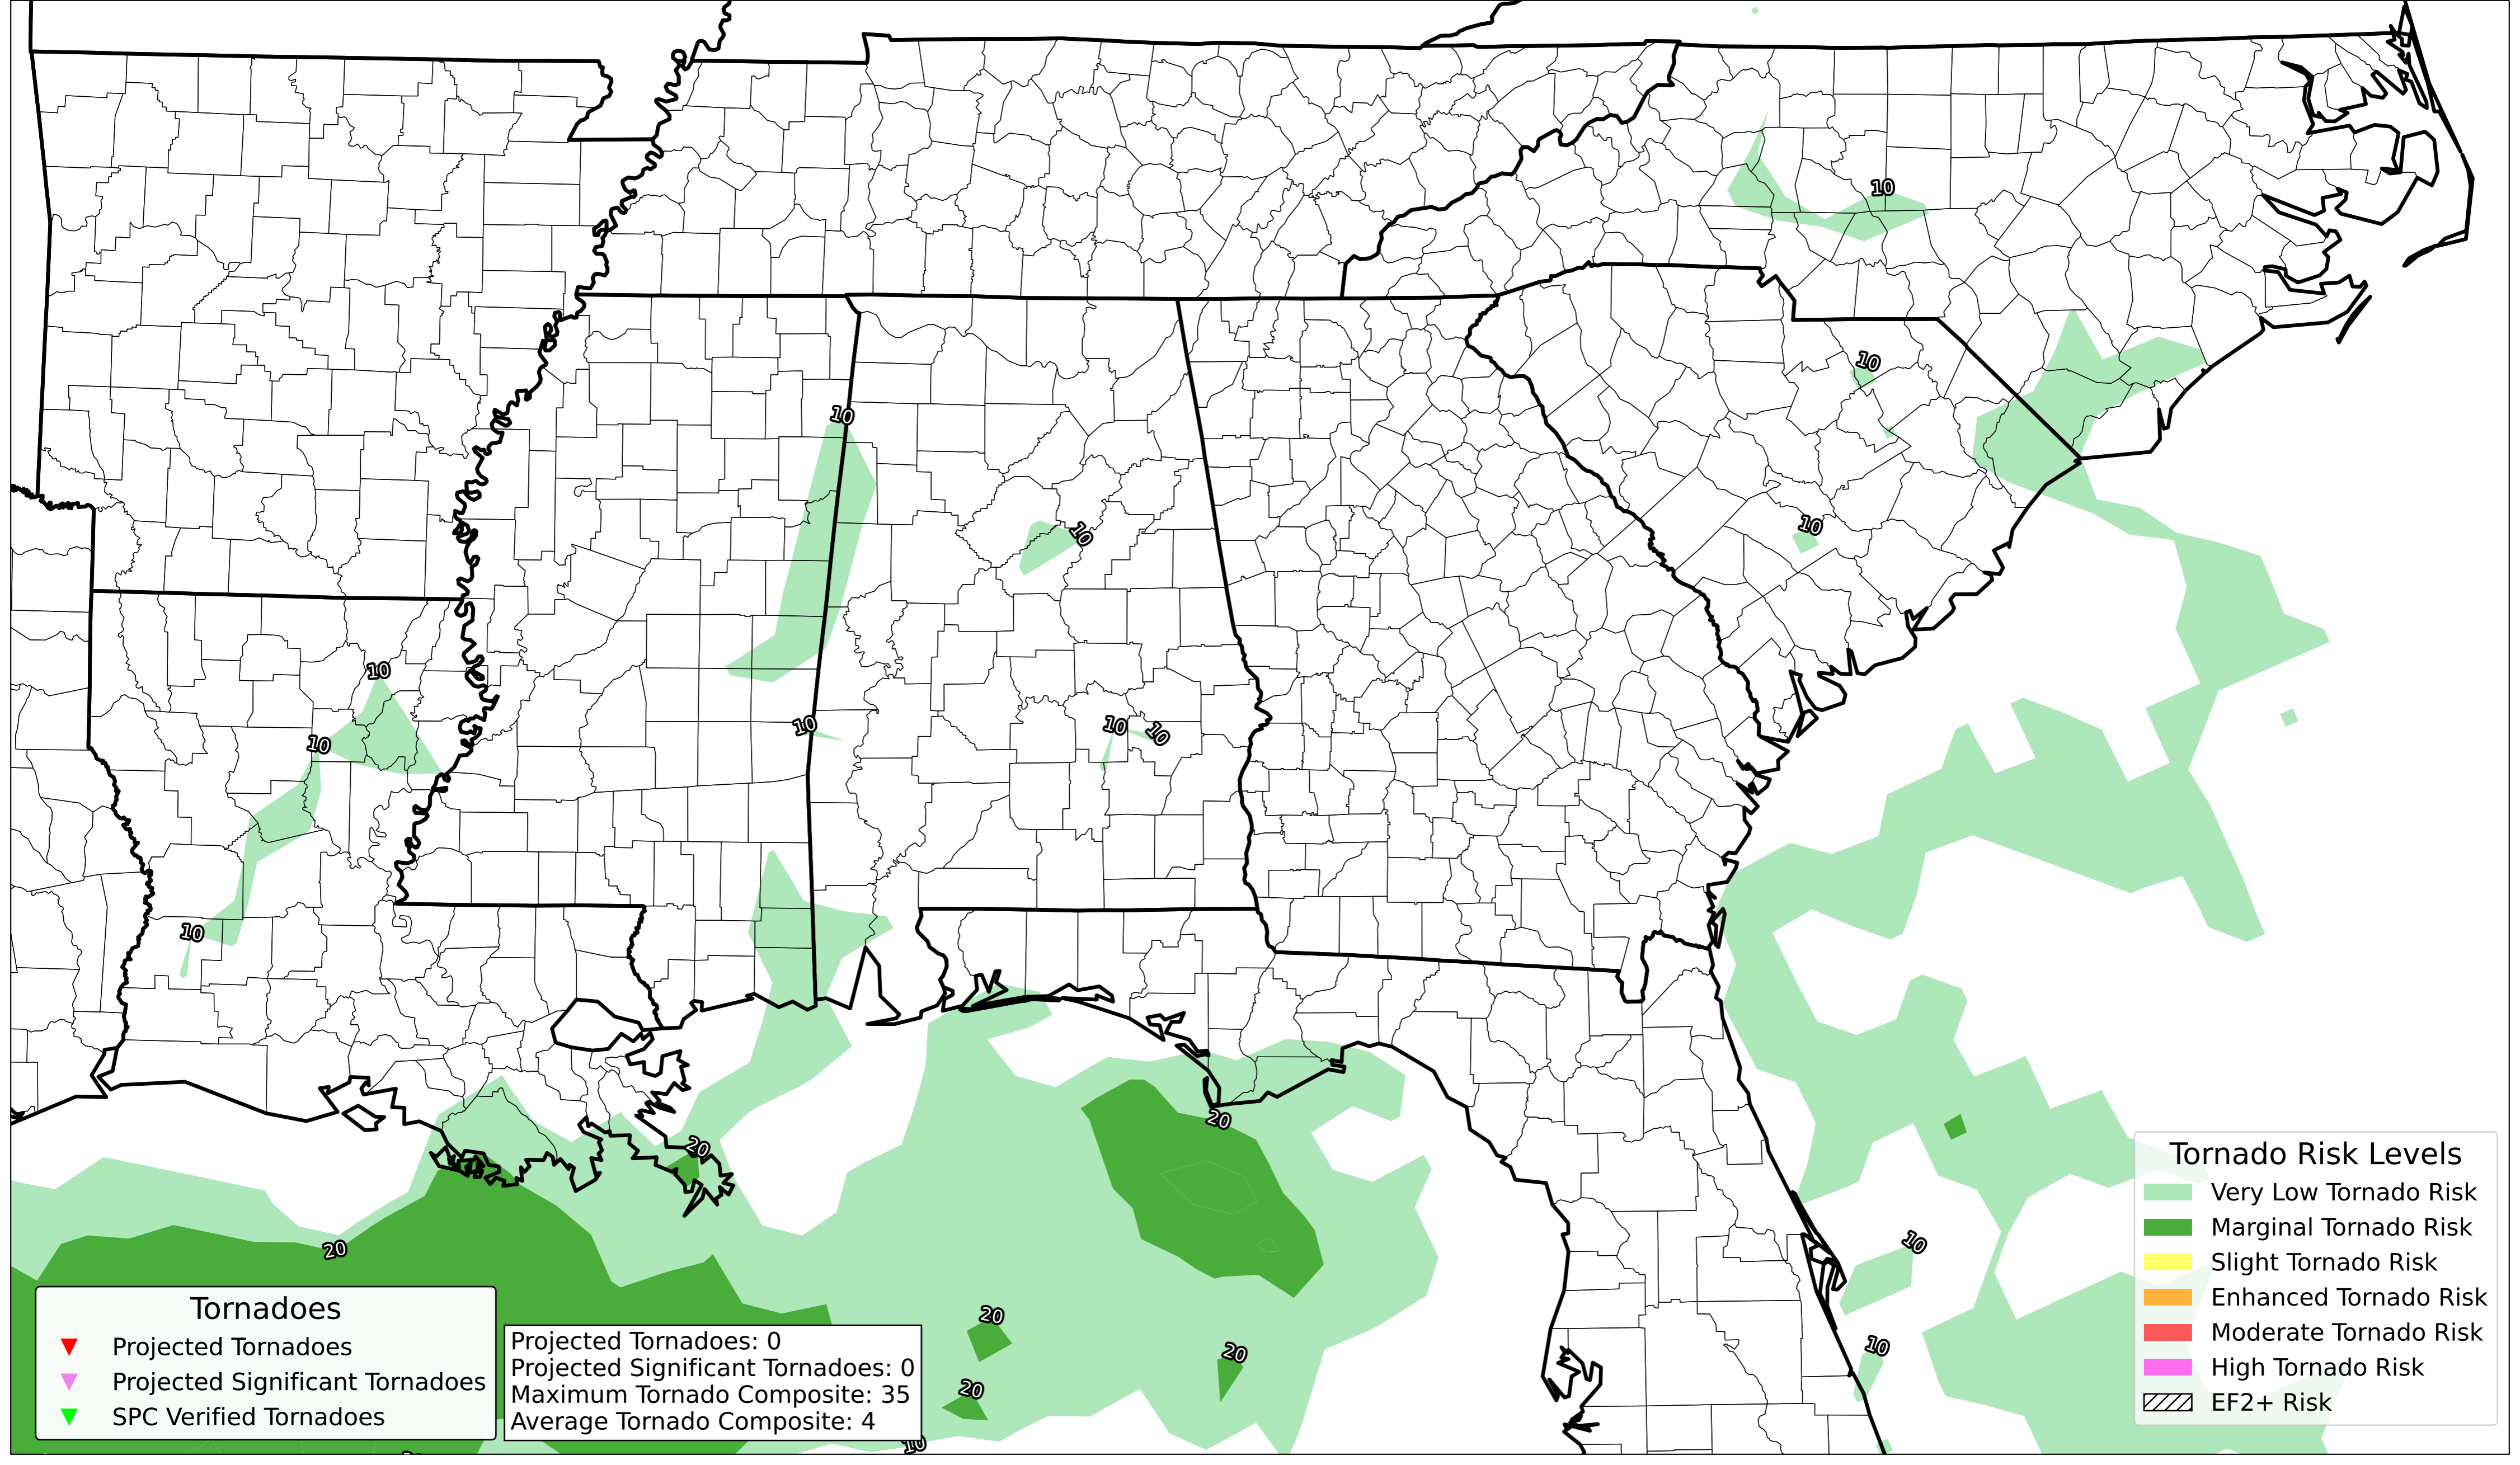 10
10
10
10
10
10
10
10
10
10
10
10
20
20
20
10
20
10
20
20
10
Tornado Risk Levels
Very Low Tornado Risk
Marginal Tornado Risk
Slight Tornado Risk
Enhanced Tornado Risk
Moderate Tornado Risk
High Tornado Risk
EF2+ Risk
Tornadoes
Projected Tornadoes
Projected Significant Tornadoes
SPC Verified Tornadoes
Projected Tornadoes: 0
Projected Significant Tornadoes: 0
Maximum Tornado Composite: 35
Average Tornado Composite: 4